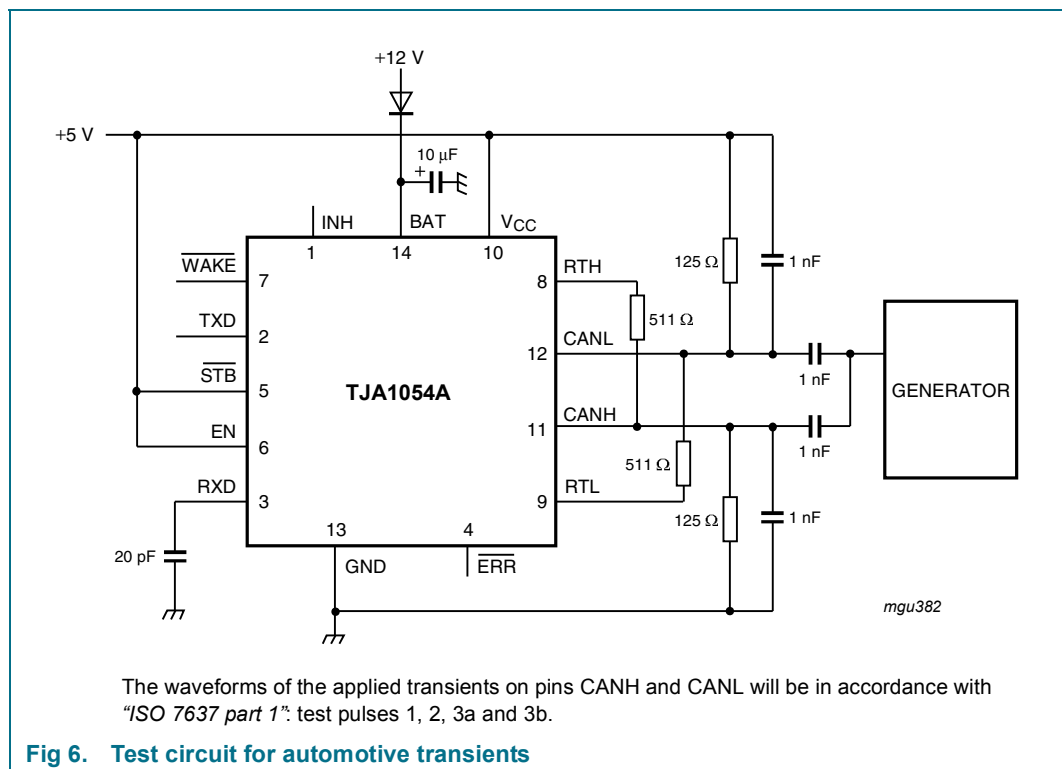 +12 V
+5 V
10 µF
+
INH
BAT
VCC
1
14
10
WAKE
7
8
RTH
125 Ω
1 nF
511 Ω
TXD
2
12
CANL
STB
5
TJA1054A
1 nF
GENERATOR
EN
6
11
CANH
1 nF
511 Ω
RXD
3
9
RTL
125 Ω
1 nF
13
4
20 pF
GND
ERR
mgu382
The waveforms of the applied transients on pins CANH and CANL will be in accordance with
“ISO 7637 part 1”: test pulses 1, 2, 3a and 3b.
Fig 6. Test circuit for automotive transients